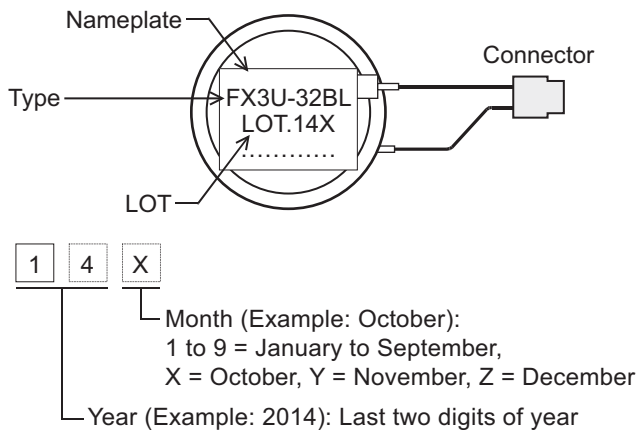 Nameplate
Connector
Type
FX3U-32BL
LOT.14X
............
LOT
1 4 X
Month (Example: October):
1 to 9 = January to September,
X = October, Y = November, Z = December
Year (Example: 2014): Last two digits of year